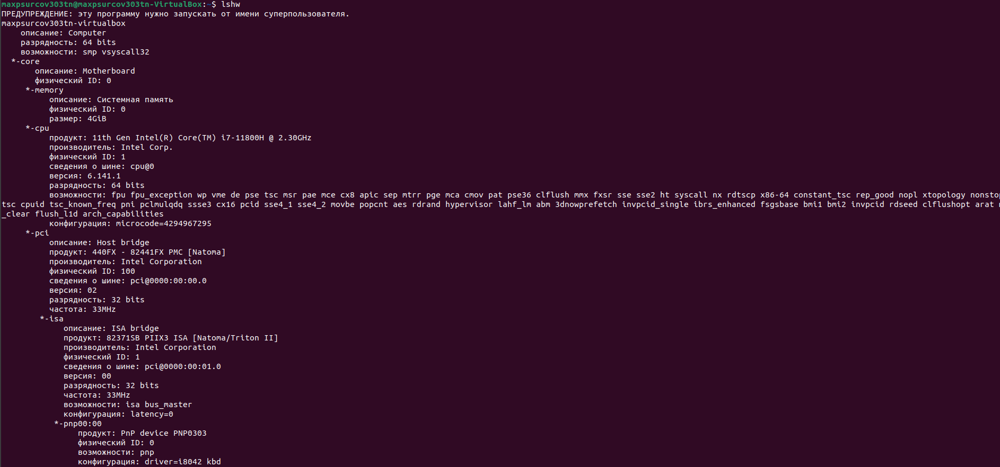 maxpsurcov303tn@maxpsurcov303tn-VirtualBox:~$ lshw
ПРЕДУПРЕЖДЕНИЕ: эту программу нужно запускать от имени суперпользователя.
maxpsurcov303tn-virtualbox
описание: Computer
разрядность: 64 bits
возможности: smp vsyscall32
*-core
описание: Motherboard
физический ID: 0
*-memory
описание: Системная память
физический ID: 0
размер: 4GiB
*-cpu
продукт: 11th Gen Intel(R) Core(TM) i7-11800H @ 2.30GHz
производитель: Intel Corp.
физический ID: 1
сведения о шине: cpu@0
версия: 6.141.1
разрядность: 64 bits
возможности: fpu fpu_exception wp vme de pse tsc msr pae mce cx8 apic sep mtrr pge mca cmov pat pse36 clflush mmx fxsr sse sse2 ht syscall nx rdtscp x86-64 constant_tsc rep_good nopl xtopology nonstop
tsc cpuid tsc_known_freq pni pclmulqdq ssse3 cx16 pcid sse4_1 sse4_2 movbe popcnt aes rdrand hypervisor lahf_lm abm 3dnowprefetch invpcid_single ibrs_enhanced fsgsbase bmi1 bmi2 invpcid rdseed clflushopt arat
_clear flush_l1d arch_capabilities
конфигурация: microcode=4294967295
*-pci
описание: Host bridge
продукт: 440FX - 82441FX PMC [Natoma]
производитель: Intel Corporation
физический ID: 100
сведения о шине: pci@0000:00:00.0
версия: 02
разрядность: 32 bits
частота: 33MHz
*-isa
описание: ISA bridge
продукт: 82371SB PIIX3 ISA [Natoma/Triton II]
производитель: Intel Corporation
физический ID: 1
сведения о шине: pci@0000:00:01.0
версия: 00
разрядность: 32 bits
частота: 33MHz
возможности: isa bus_master
конфигурация: latency=0
*-pnp00:00
продукт: PnP device PNP0303
физический ID: 0
возможности: pnp
конфигурация: driver=i8042 kbd